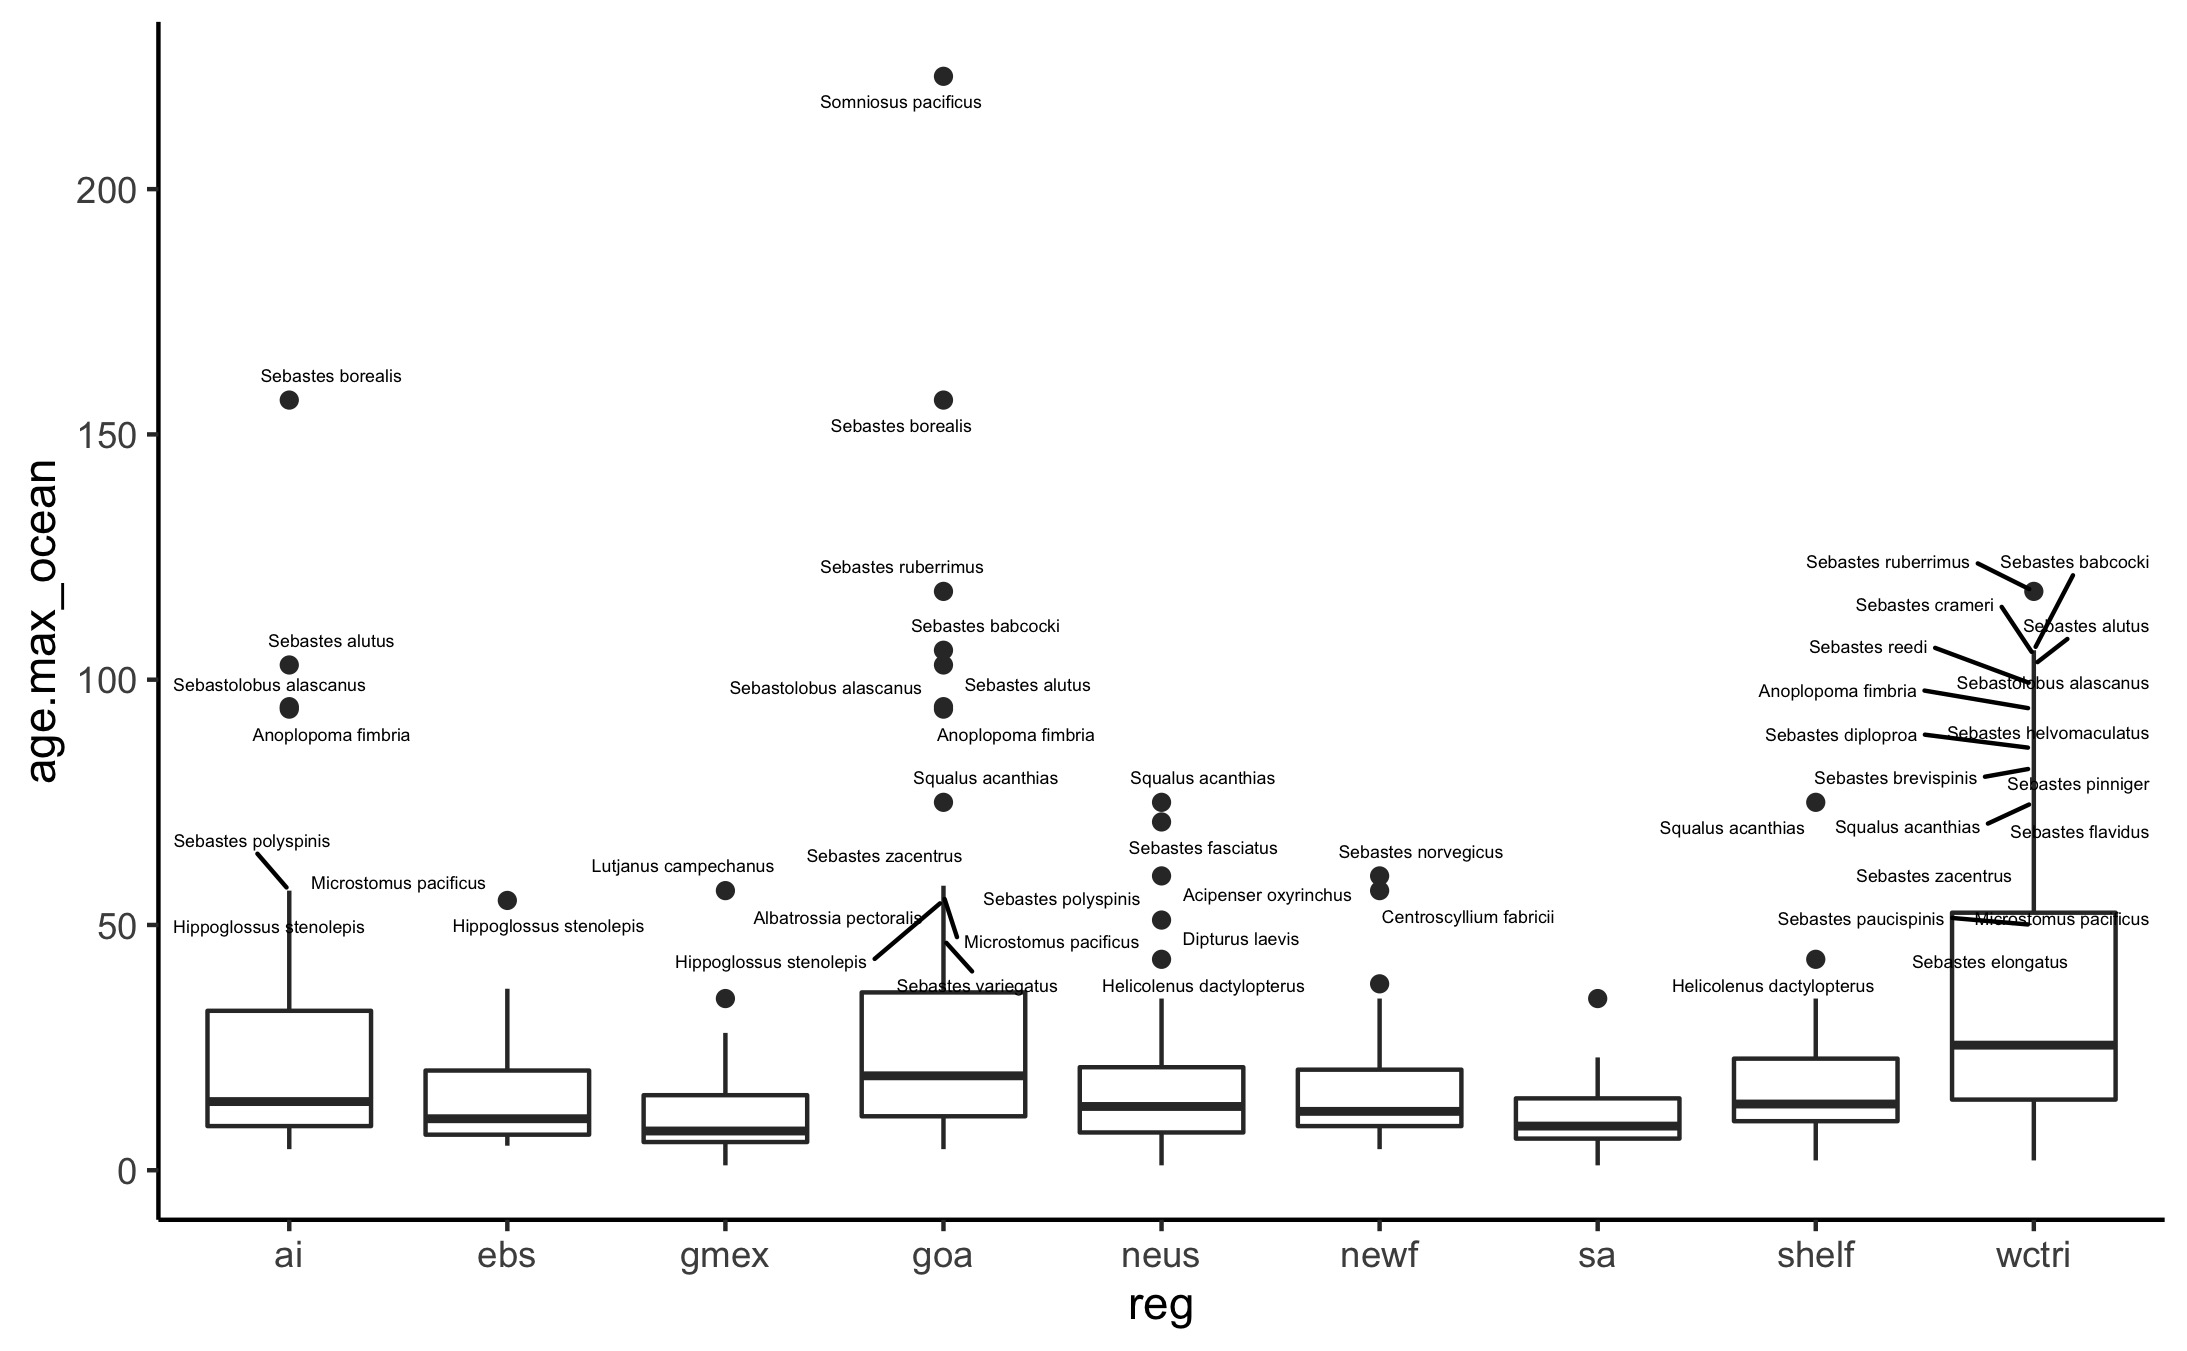 Somniosus pacificus
200
Sebastes borealis
150
Sebastes borealis
age.max_ocean
Sebastes ruberrimus
Sebastes babcocki
Sebastes ruberrimus
Sebastes crameri
Sebastes babcocki
Sebastes alutus
Sebastes alutus
Sebastes reedi
100
Sebastolobus alascanus
Sebastolobus alascanus
Sebastes alutus
Anoplopoma fimbria
Sebastolobus alascanus
Anoplopoma fimbria
Anoplopoma fimbria
Sebastes diploproa
Sebastes helvomaculatus
Squalus acanthias
Squalus acanthias
Sebastes brevispinis
Sebastes pinniger
Squalus acanthias
Squalus acanthias
Sebastes flavidus
Sebastes polyspinis
Sebastes zacentrus
Sebastes fasciatus
Sebastes norvegicus
Lutjanus campechanus
Microstomus pacificus
Sebastes zacentrus
Sebastes polyspinis
Acipenser oxyrinchus
50
Hippoglossus stenolepis
Hippoglossus stenolepis
Albatrossia pectoralis
Centroscyllium fabricii
Sebastes paucispinis
Microstomus pacificus
Microstomus pacificus
Dipturus laevis
Hippoglossus stenolepis
Sebastes elongatus
Sebastes variegatus
Helicolenus dactylopterus
Helicolenus dactylopterus
0
ai
ebs
gmex
goa
neus
newf
sa
shelf
wctri
reg